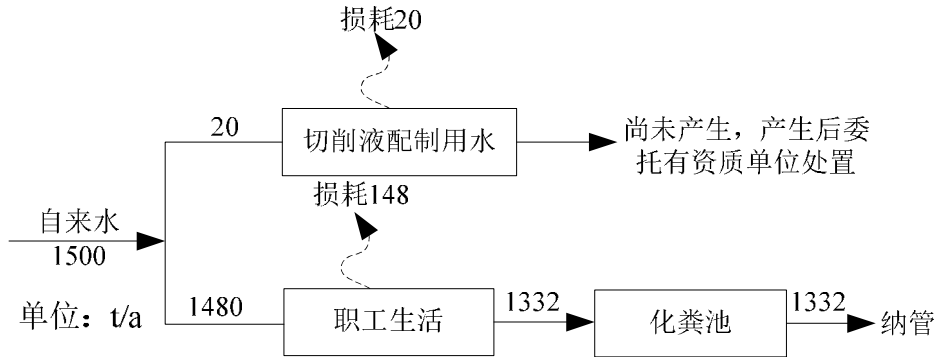 损耗20
20
切削液配制用水
尚未产生，产生后委
托有资质单位处置
损耗148
自来水
1500
单位：t/a
1480
职工生活
1332
化粪池
1332
纳管